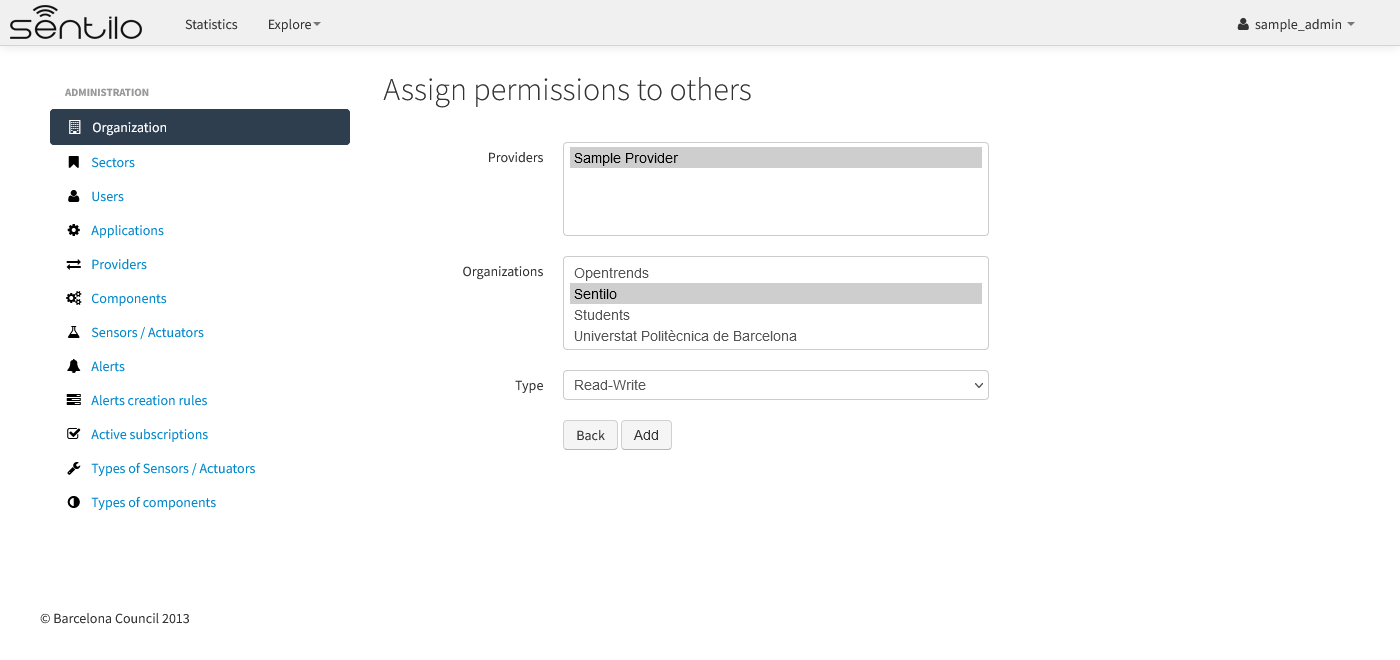 sentilo
Statistics
Explore
sample_admin
ADMINISTRATION
Organization
Sectors
Users
Applications
Providers
Components
Sensors / Actuators
Alerts
Alerts creation rules
Active subscriptions
Types of Sensors / Actuators
Types of components
Assign permissions to others
Providers
Sample Provider
Organizations
Opentrends
Sentilo
Students
Universtat Politècnica de Barcelona
Type
Read-Write
Back
Add
© Barcelona Council 2013